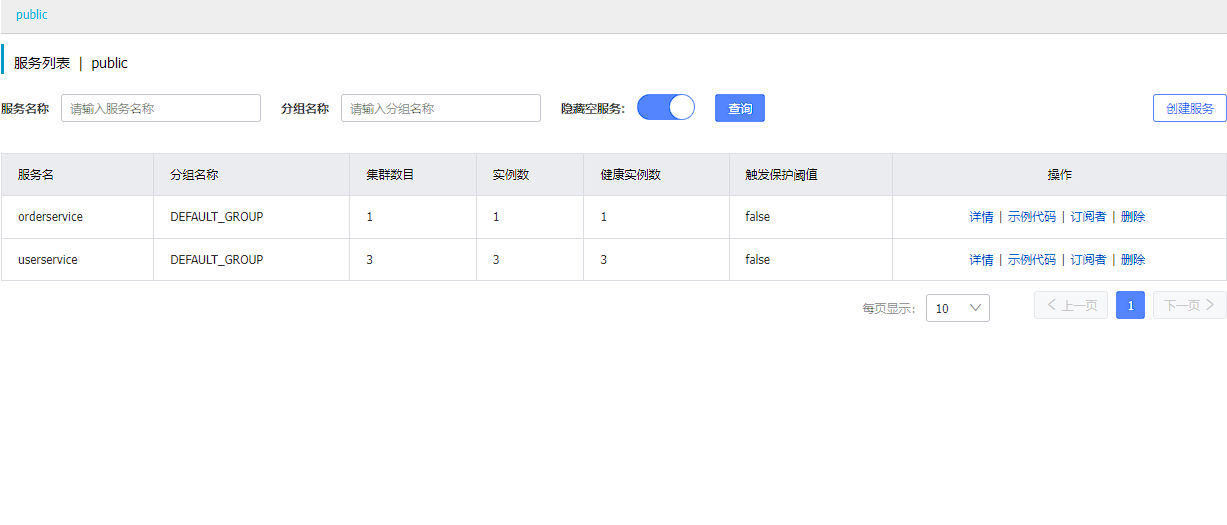 public
服务列表 | public
服务名称 请输入服务名称 分组名称 请输入分组名称 隐藏空服务: 查询 创建服务
服务名 分组名称 集群数目 实例数 健康实例数 触发保护阈值 操作
orderservice DEFAULT_GROUP 1 1 1 false 详情 | 示例代码 | 订阅者 | 删除
userservice DEFAULT_GROUP 3 3 3 false 详情 | 示例代码 | 订阅者 | 删除
每页显示: 10 上一页 1 下一页